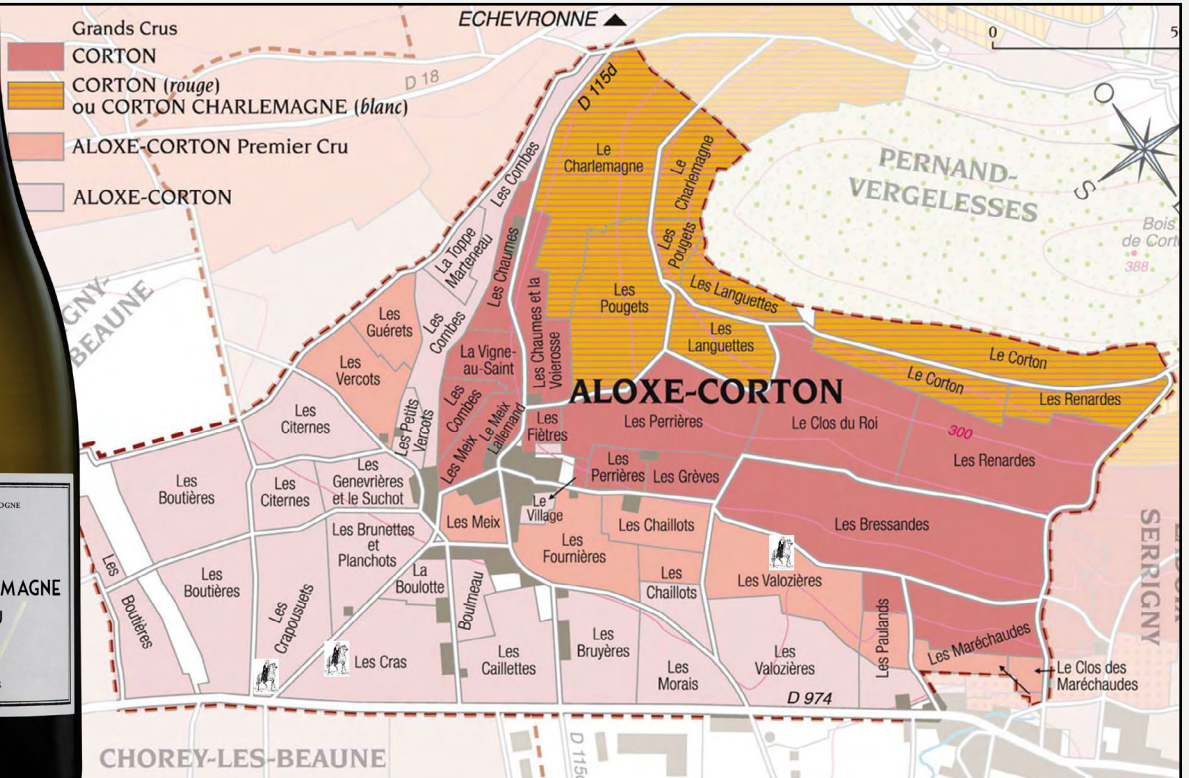 ECHEVRONNE
Grands Crus
CORTON
CORTON (rouge)
ou CORTON CHARLEMAGNE (blanc)
ALOXE-CORTON Premier Cru
ALOXE-CORTON
0
5
D 18
D 115d
O
S
PERNAND-
VERGELESSES
Bois
de Cort
388
IGNY-
BEAUNE
Les Combes
Le
Charlemagne
Le
Charlemagne
La Toppe
Marteneau
Les Chaumes
Les
Pougets
Les
Pougets
Les Languettes
Les
Languettes
Les Chaumes et la
Voierosse
Les
Guérets
Les
Combes
Les
Vercots
La Vigne-
au-Saint
Le Corton
Le Corton
Les Renardes
ALOXE-CORTON
Les
Combes
Le Meix
Lallemand
Les Meix
Les
Fiètres
Les Perrières
Le Clos du Roi
300
Les Renardes
Les
Citernes
Les Petits
Vercots
Les
Perrières
Les Grèves
Les
Boutières
Les
Citernes
Les
Genevrières
et le Suchot
Le
Village
Les Meix
Les Chaillots
Les Bressandes
Les Brunettes
et
Planchots
Les
Fournières
SERRIGNY
OGNE
MAGNE
Les
Boutières
Les
Boutières
Les
Crapousuets
La
Boulotte
Boulmeau
Les
Chaillots
Les Valozières
Les Paulands
Les Maréchaudes
Le Clos des
Maréchaudes
Les Cras
Les
Caillettes
Les
Bruyères
Les
Morais
Les
Valozières
D 974
CHOREY-LES-BEAUNE
D 115d